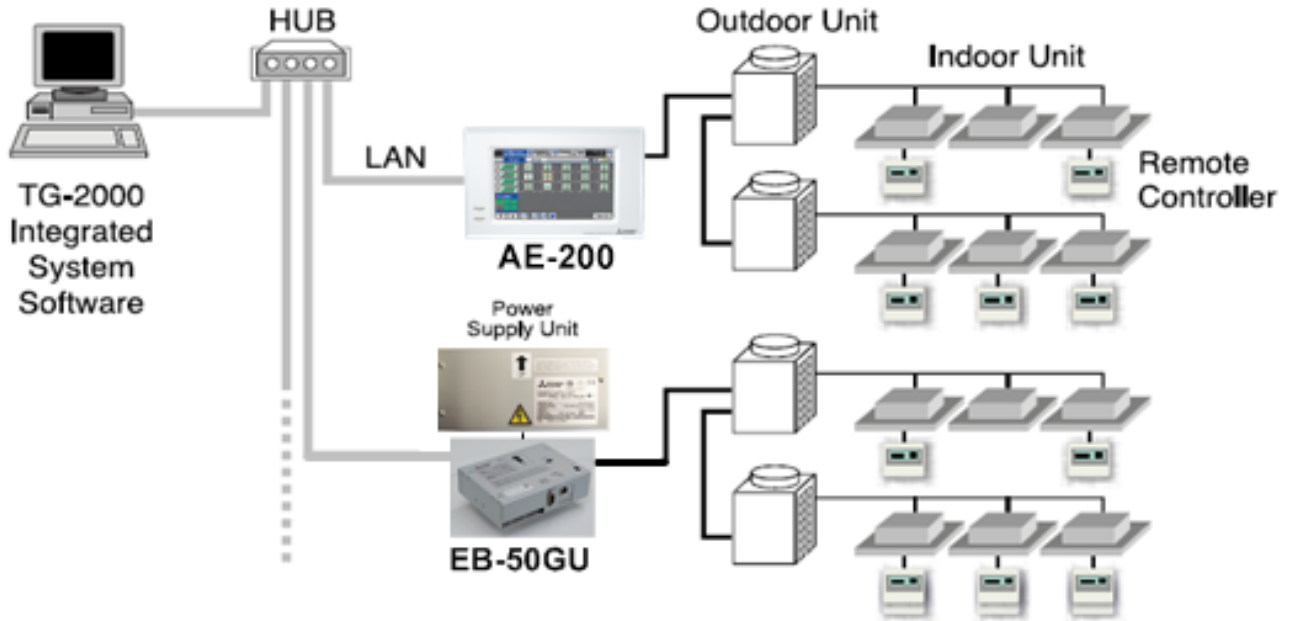 HUB
Outdoor Unit
Indoor Unit
LAN
Remote
Controller
TG-2000
Integrated
System
Software
AE-200
Power
Supply Unit
EB-50GU